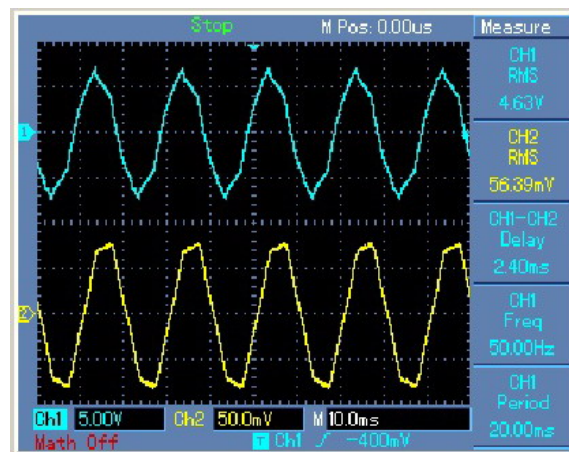 Stop M Pos: 0.00us Measure
CH1
RMS
4.63V
CH2
RMS
56.39mV
CH1-CH2
Delay
2.40ms
CH1
Freq
50.00Hz
CH1
Period
20.00ms
1
2
Ch1 5.00V Ch2 50.0mV M 10.0ms
Math Off T Ch1 -400mV